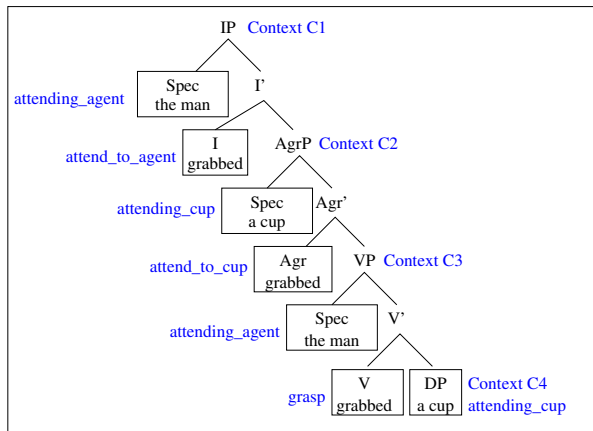 IP Context C1
attending_agent Spec the man I'
attend_to_agent I grabbed AgrP Context C2
attending_cup Spec a cup Agr'
attend_to_cup Agr grabbed VP Context C3
attending_agent Spec the man V'
grasp V grabbed DP a cup Context C4 attending_cup